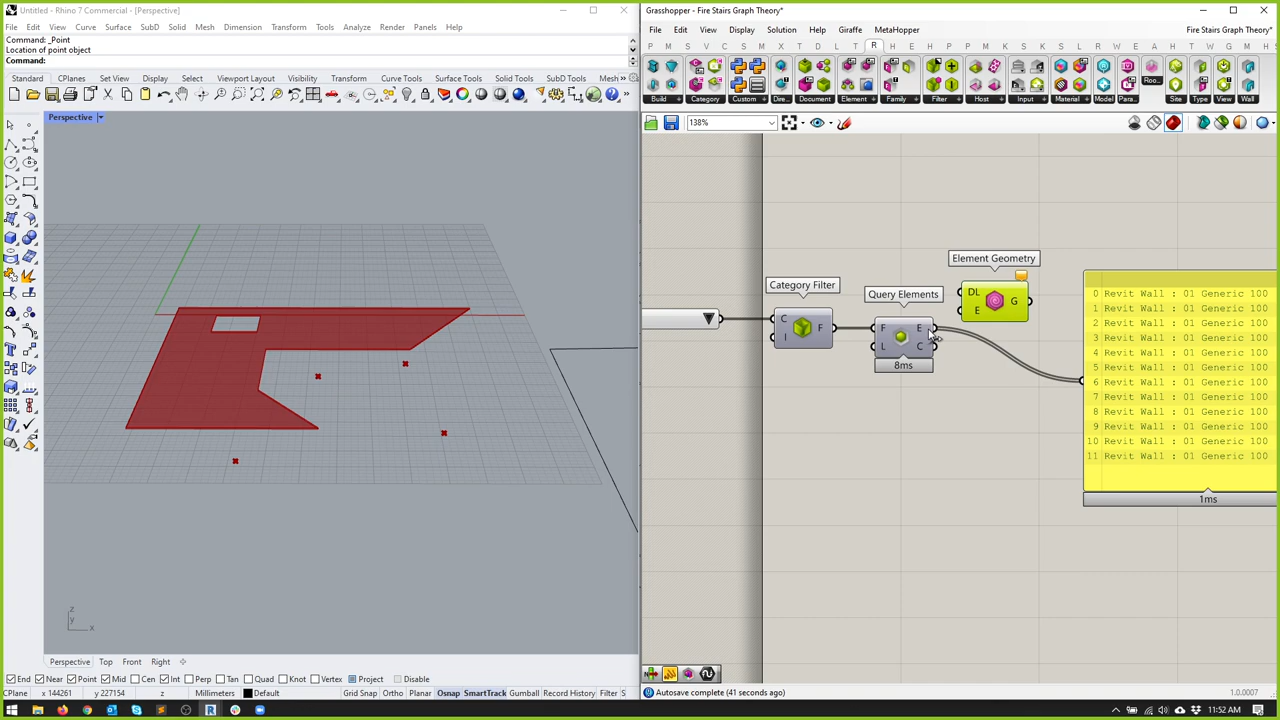 Untitled - Rhino 7 Commercial - [Perspective]
File Edit View Curve Surface SubD Solid Mesh Dimension Transform Tools Analyze Render Panels Help
Command: _Point
Location of point object
Command:
Standard CPlanes Set View Display Select Viewport Layout Visibility Transform Curve Tools Surface Tools Solid Tools SubD Tools Mesh
Perspective
z
y
x
Perspective Top Front Right
End Near Point Mid Cen Int Perp Tan Quad Knot Vertex Project Disable
CPlane x 144261 y 227154 z Millimeters Default Grid Snap Ortho Planar Osnap SmartTrack Gumball Record History Filter S
Grasshopper - Fire Stairs Graph Theory*
File Edit View Display Solution Help Giraffe MetaHopper Fire Stairs Graph Theory*
Build Category Custom Dire... Document Element Family Filter Host Input Material Model Para... Roo... Site Type View Wall
138%
Category Filter
C
I
F
Query Elements
F
L
E
C
8ms
Element Geometry
DL
E
G
0 Revit Wall : 01 Generic 100
1 Revit Wall : 01 Generic 100
2 Revit Wall : 01 Generic 100
3 Revit Wall : 01 Generic 100
4 Revit Wall : 01 Generic 100
5 Revit Wall : 01 Generic 100
6 Revit Wall : 01 Generic 100
7 Revit Wall : 01 Generic 100
8 Revit Wall : 01 Generic 100
9 Revit Wall : 01 Generic 100
10 Revit Wall : 01 Generic 100
11 Revit Wall : 01 Generic 100
1ms
Autosave complete (41 seconds ago)
1.0.0007
11:52 AM